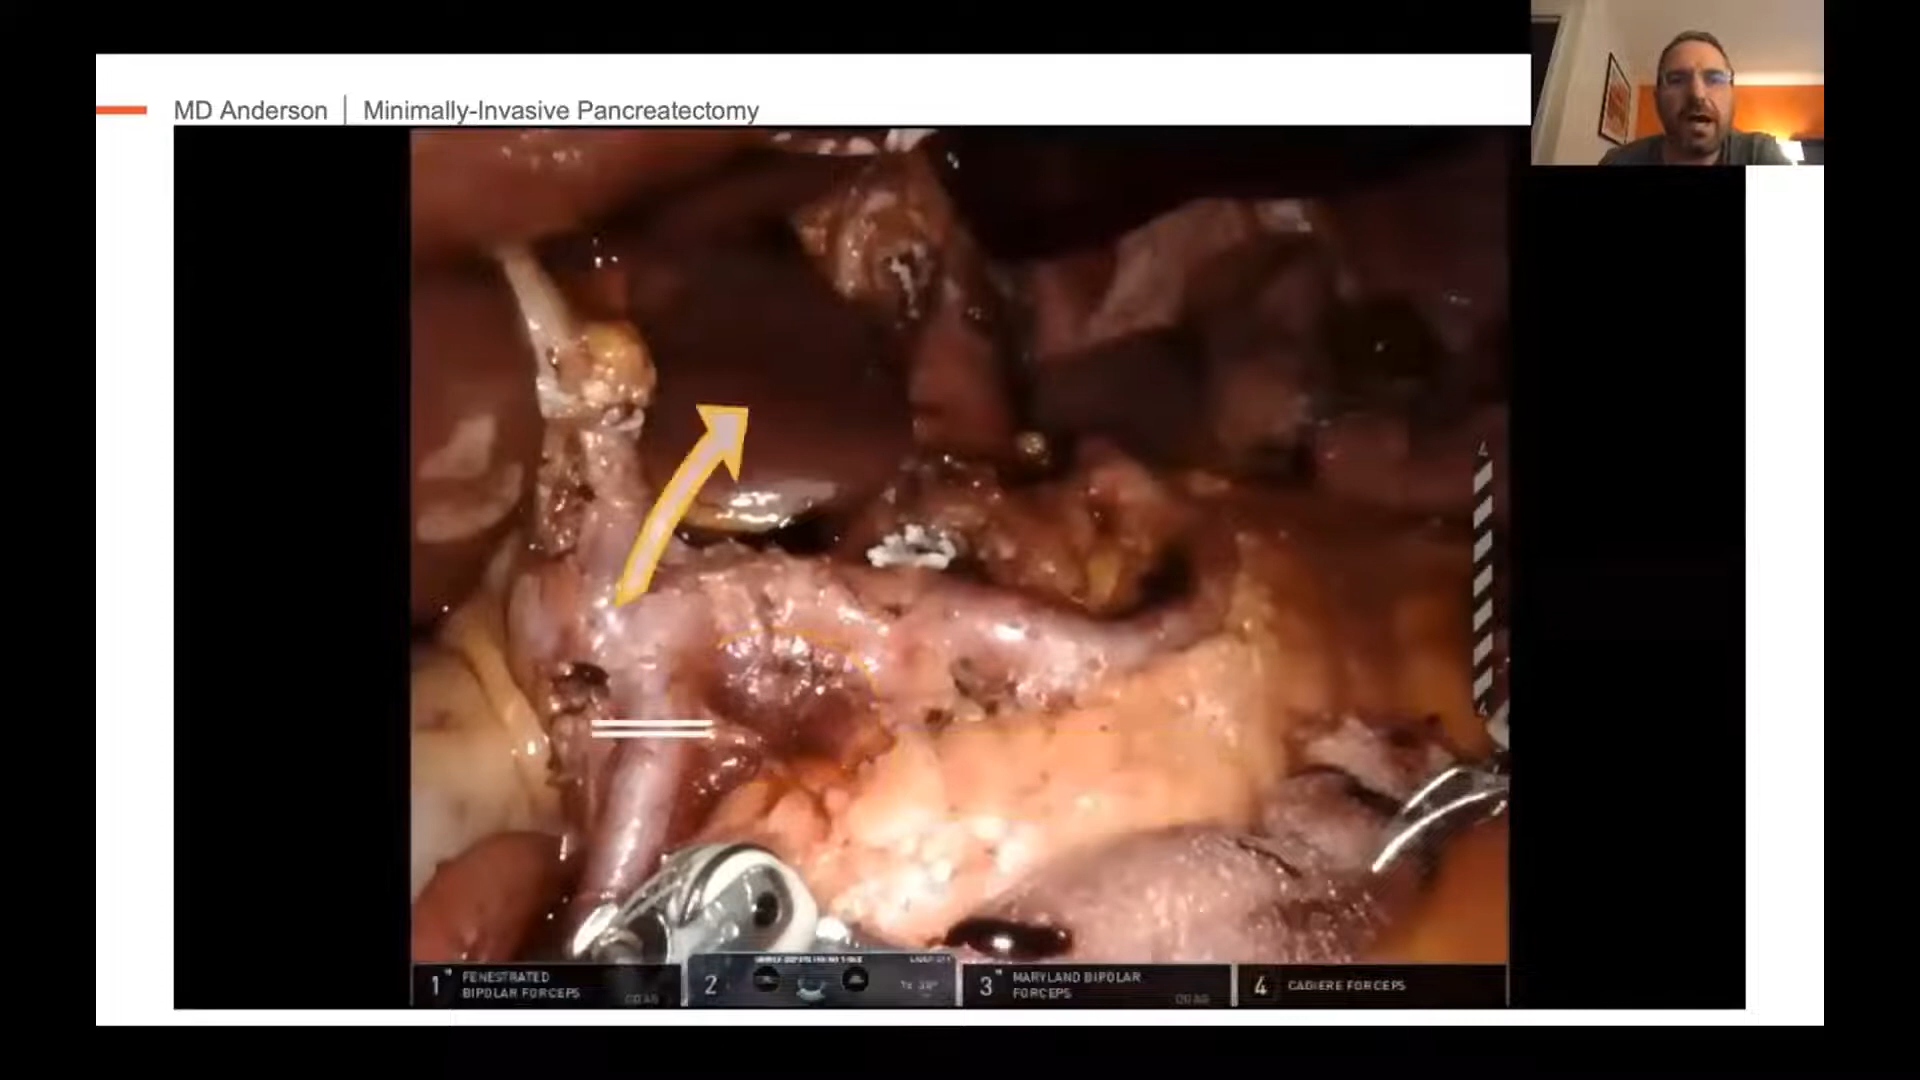 MD Anderson | Minimally-Invasive Pancreatectomy
1 FENESTRATED
BIPOLAR FORCEPS
2
3 MARYLAND BIPOLAR
FORCEPS
4 CADIERE FORCEPS